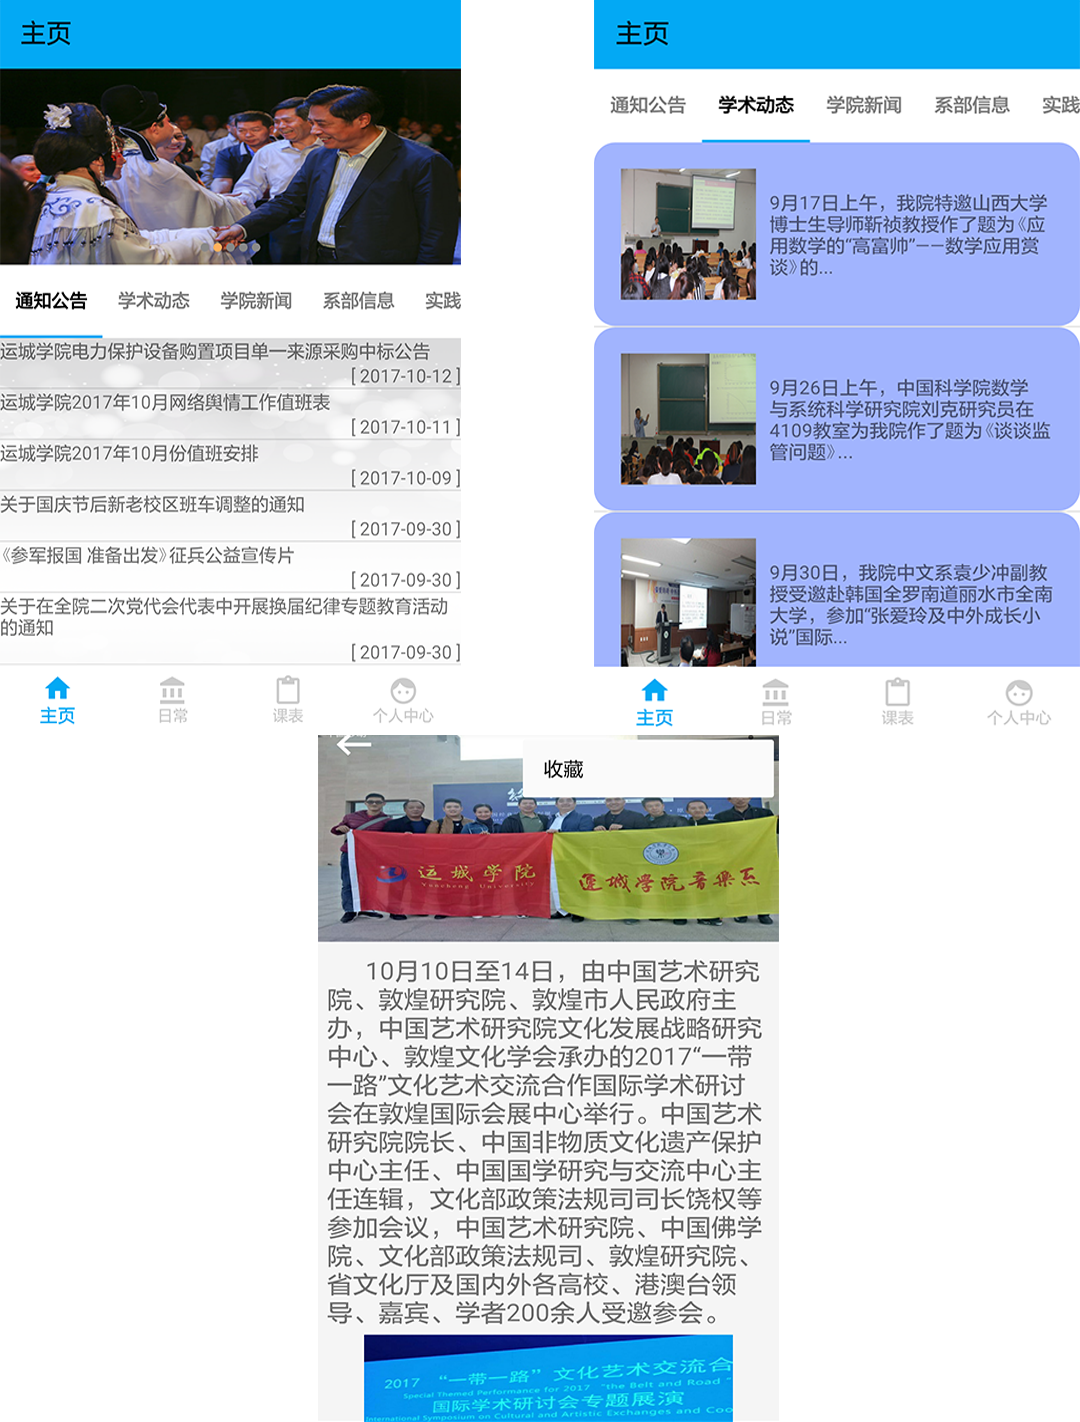 主页
通知公告 学术动态 学院新闻 系部信息 实践
运城学院电力保护设备购置项目单一来源采购中标公告
[ 2017-10-12 ]
运城学院2017年10月网络舆情工作值班表
[ 2017-10-11 ]
运城学院2017年10月份值班安排
[ 2017-10-09 ]
关于国庆节后新老校区班车调整的通知
[ 2017-09-30 ]
《参军报国 准备出发》征兵公益宣传片
[ 2017-09-30 ]
关于在全院二次党代会代表中开展换届纪律专题教育活动
的通知
[ 2017-09-30 ]
主页 日常 课表 个人中心
主页
通知公告 学术动态 学院新闻 系部信息 实践
9月17日上午，我院特邀山西大学
博士生导师靳祯教授作了题为《应
用数学的“高富帅”——数学应用赏
谈》的...
9月26日上午，中国科学院数学
与系统科学研究院刘克研究员在
4109教室为我院作了题为《谈谈监
管问题》...
9月30日，我院中文系袁少冲副教
授受邀赴韩国全罗南道丽水市全南
大学，参加“张爱玲及中外成长小
说”国际...
主页 日常 课表 个人中心
收藏
运城学院
Yuncheng University
运城学院音乐系
10月10日至14日，由中国艺术研究
院、敦煌研究院、敦煌市人民政府主
办，中国艺术研究院文化发展战略研究
中心、敦煌文化学会承办的2017“一带
一路”文化艺术交流合作国际学术研讨
会在敦煌国际会展中心举行。中国艺术
研究院院长、中国非物质文化遗产保护
中心主任、中国国学研究与交流中心主
任连辑，文化部政策法规司司长饶权等
参加会议，中国艺术研究院、中国佛学
院、文化部政策法规司、敦煌研究院、
省文化厅及国内外各高校、港澳台领
导、嘉宾、学者200余人受邀参会。
2017 “一带一路”文化艺术交流合
Special Themed Performance for 2017 “the Belt and Road”
国际学术研讨会专题展演
International Symposium on Cultural and Artistic Exchanges and Coo